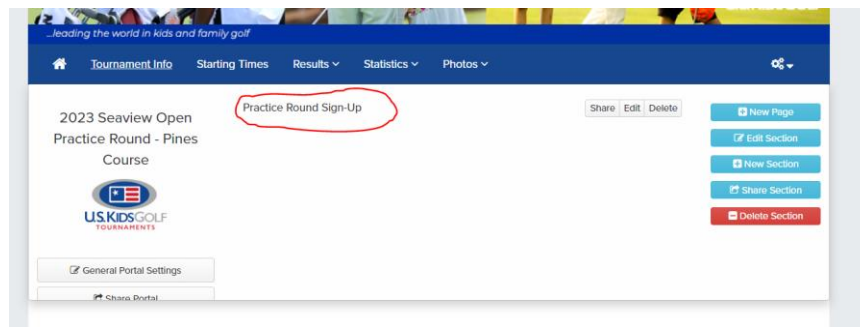 ...leading the world in kids and family golf
Tournament Info Starting Times Results Statistics Photos
2023 Seaview Open
Practice Round - Pines
Course
U.S.KIDSGOLF
TOURNAMENTS
General Portal Settings
Share Portal
Practice Round Sign-Up
Share Edit Delete
New Page
Edit Section
New Section
Share Section
Delete Section